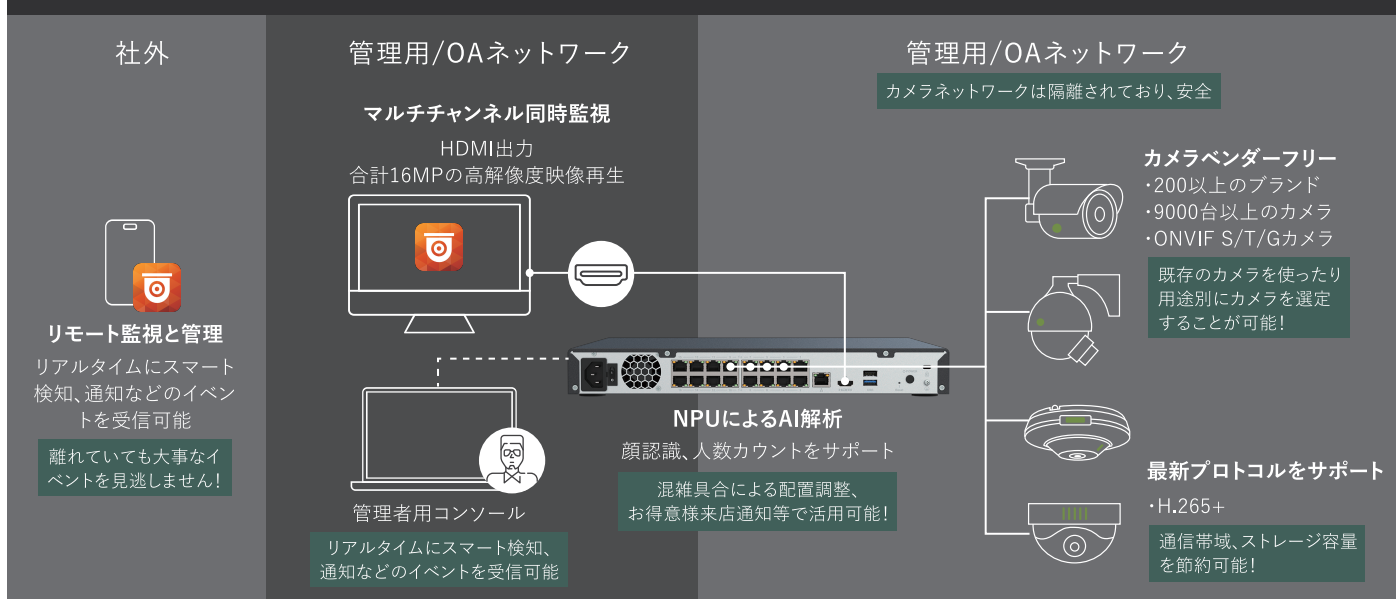 社外
リモート監視と管理
リアルタイムにスマート
検知、通知などのイベン
トを受信可能
離れていても大事なイ
ベントを見逃しません!
管理用/OAネットワーク
マルチチャンネル同時監視
HDMI出力
合計16MPの高解像度映像再生
管理者用コンソール
リアルタイムにスマート検知、
通知などのイベントを受信可能
NPUによるAI解析
顔認識、人数カウントをサポート
混雑具合による配置調整、
お得意様来店通知等で活用可能!
管理用/OAネットワーク
カメラネットワークは隔離されており、安全
カメラベンダーフリー
・200以上のブランド
・9000台以上のカメラ
・ONVIF S/T/Gカメラ
既存のカメラを使ったり
用途別にカメラを選定
することが可能!
最新プロトコルをサポート
・H.265+
通信帯域、ストレージ容量
を節約可能!